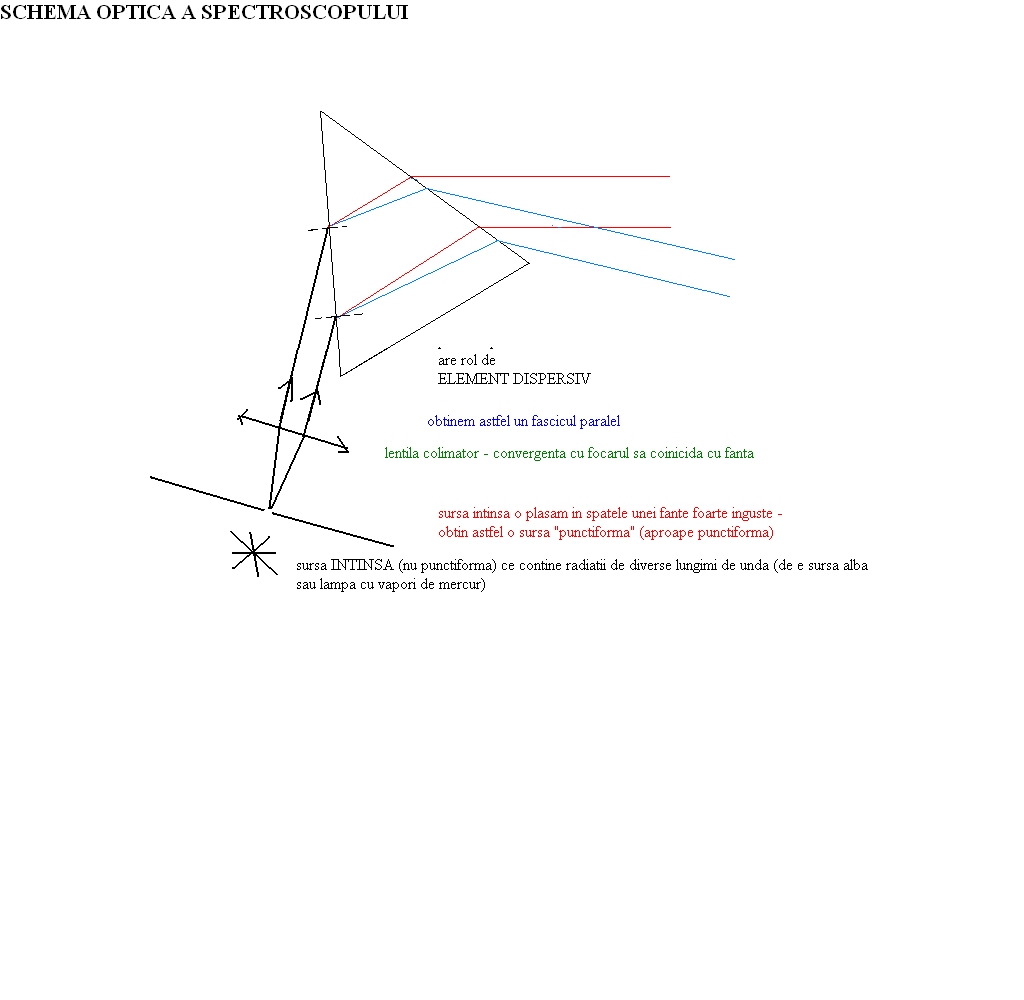 SCHEMA OPTICA A SPECTROSCOPULUI
are rol de
ELEMENT DISPERSIV
obtinem astfel un fascicul paralel
lentila colimator - convergenta cu focarul sa coinicida cu fanta
sursa intinsa o plasam in spatele unei fante foarte inguste -
obtin astfel o sursa "punctiforma" (aproape punctiforma)
sursa INTINSA (nu punctiforma) ce contine radiatii de diverse lungimi de unda (de e sursa alba
sau lampa cu vapori de mercur)